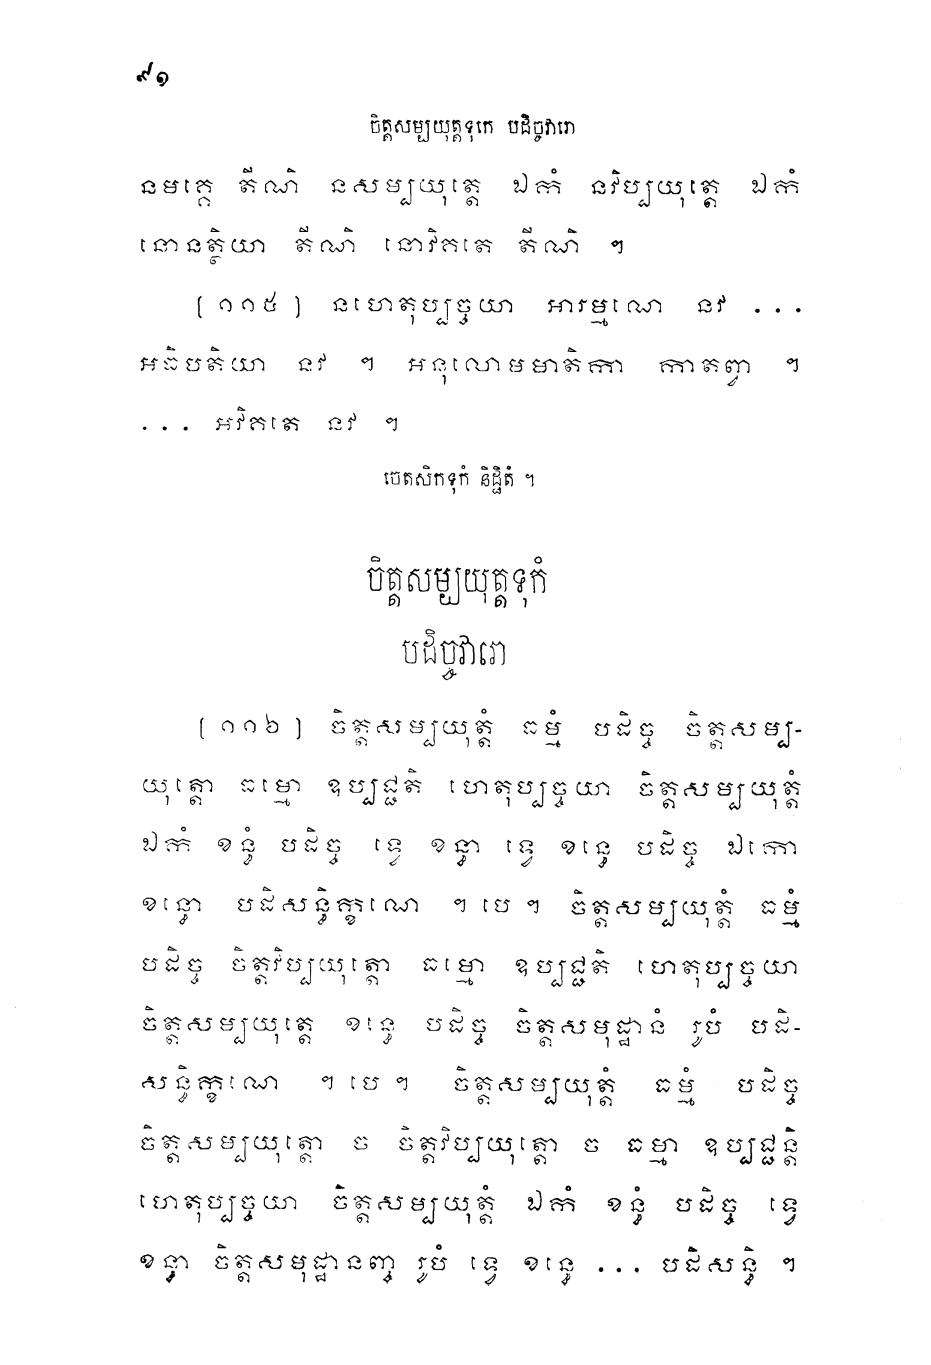 ៩១
ចិត្តសម្បយុត្តទុកេ បដិច្ចវារោ
នមគ្គេ តីណិ នសម្បយុត្តេ ឯកំ នវិប្បយុត្តេ ឯកំ
នោនត្ថិយា តីណិ នោវិគតេ តីណិ ។
[ ១១៥ ] នហេតុប្បច្ចយា អារម្មណេ នវ ...
អធិបតិយា នវ ។ អនុលោមមាតិកា កាតព្វា ។
... អវិគតេ នវ ។
ចេតសិកទុកំ និដ្ឋិតំ ។
ចិត្តសម្បយុត្តទុកំ
បដិច្ចវារោ
[ ១១៦ ] ចិត្តសម្បយុត្តំ ធម្មំ បដិច្ច ចិត្តសម្ប-
យុត្តោ ធម្មោ ឧប្បជ្ជតិ ហេតុប្បច្ចយា ចិត្តសម្បយុត្តំ
ឯកំ ខន្ធំ បដិច្ច ទ្វេ ខន្ធា ទ្វេ ខន្ធេ បដិច្ច ឯកោ
ខន្ធោ បដិសន្ធិក្ខណេ ។ បេ ។ ចិត្តសម្បយុត្តំ ធម្មំ
បដិច្ច ចិត្តវិប្បយុត្តោ ធម្មោ ឧប្បជ្ជតិ ហេតុប្បច្ចយា
ចិត្តសម្បយុត្តេ ខន្ធេ បដិច្ច ចិត្តសមុដ្ឋានំ រូបំ បដិ-
សន្ធិក្ខណេ ។ បេ ។ ចិត្តសម្បយុត្តំ ធម្មំ បដិច្ច
ចិត្តសម្បយុត្តោ ច ចិត្តវិប្បយុត្តោ ច ធម្មា ឧប្បជ្ជន្តិ
ហេតុប្បច្ចយា ចិត្តសម្បយុត្តំ ឯកំ ខន្ធំ បដិច្ច ទ្វេ
ខន្ធា ចិត្តសមុដ្ឋានញ្ច រូបំ ទ្វេ ខន្ធេ ... បដិសន្ធិ ។